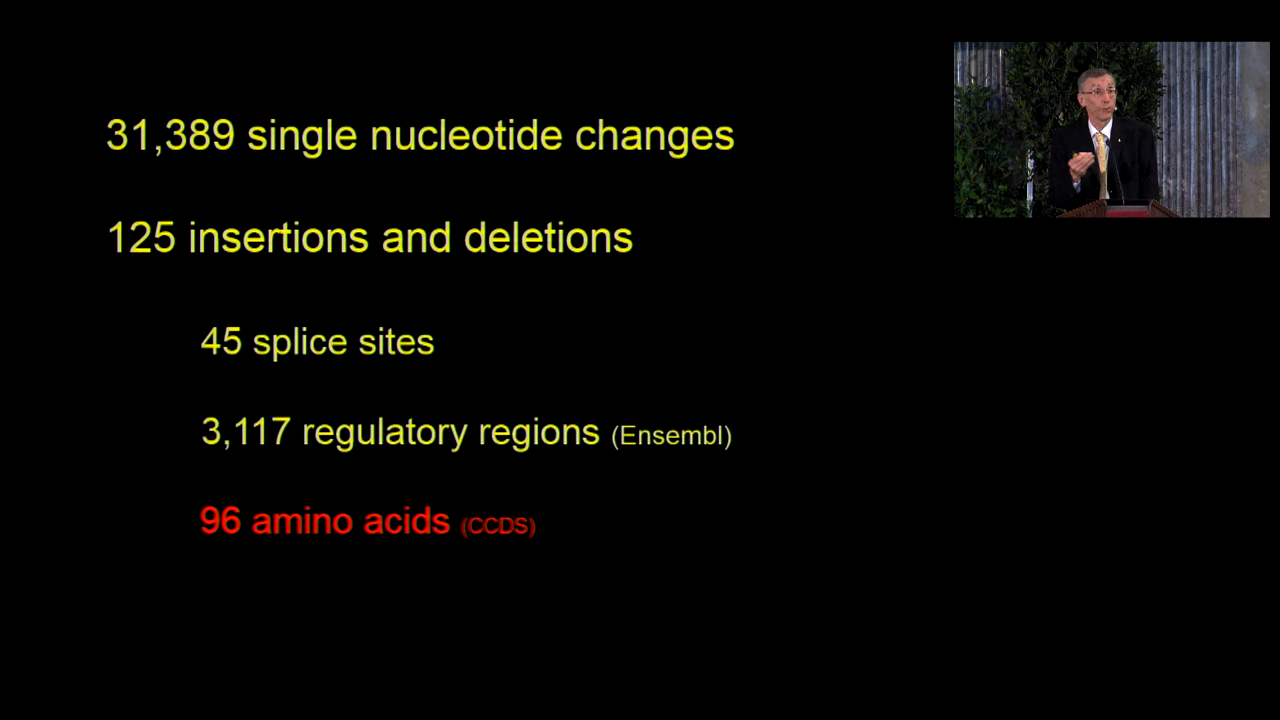 31,389 single nucleotide changes
125 insertions and deletions
45 splice sites
3,117 regulatory regions (Ensembl)
96 amino acids (CCDS)